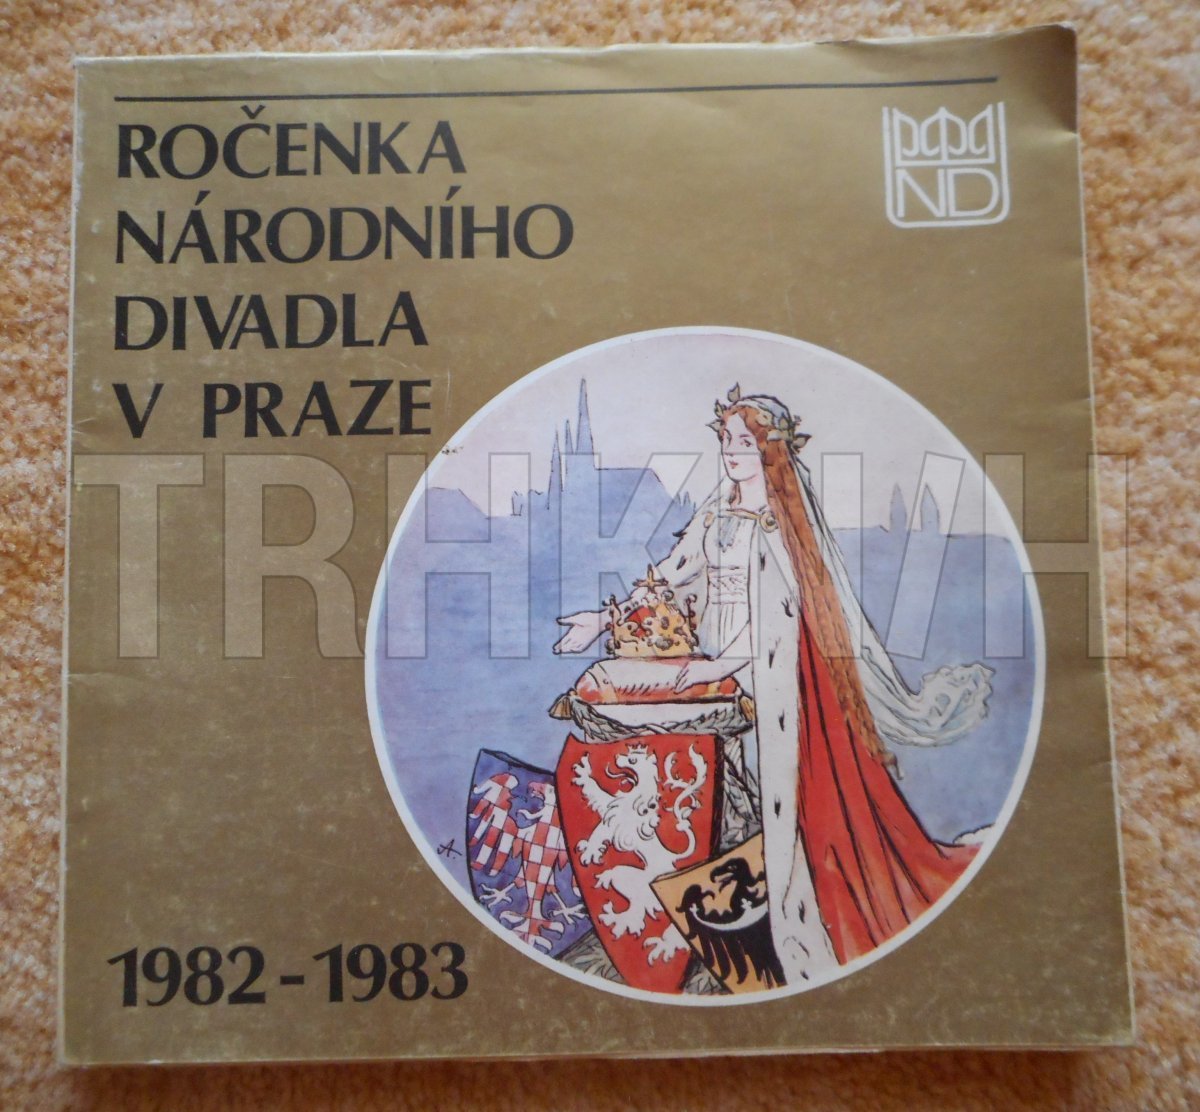 ROČENKA
NÁRODNÍHO
DIVADLA
V PRAZE
ND
TRHKNIH
A.
1982-1983